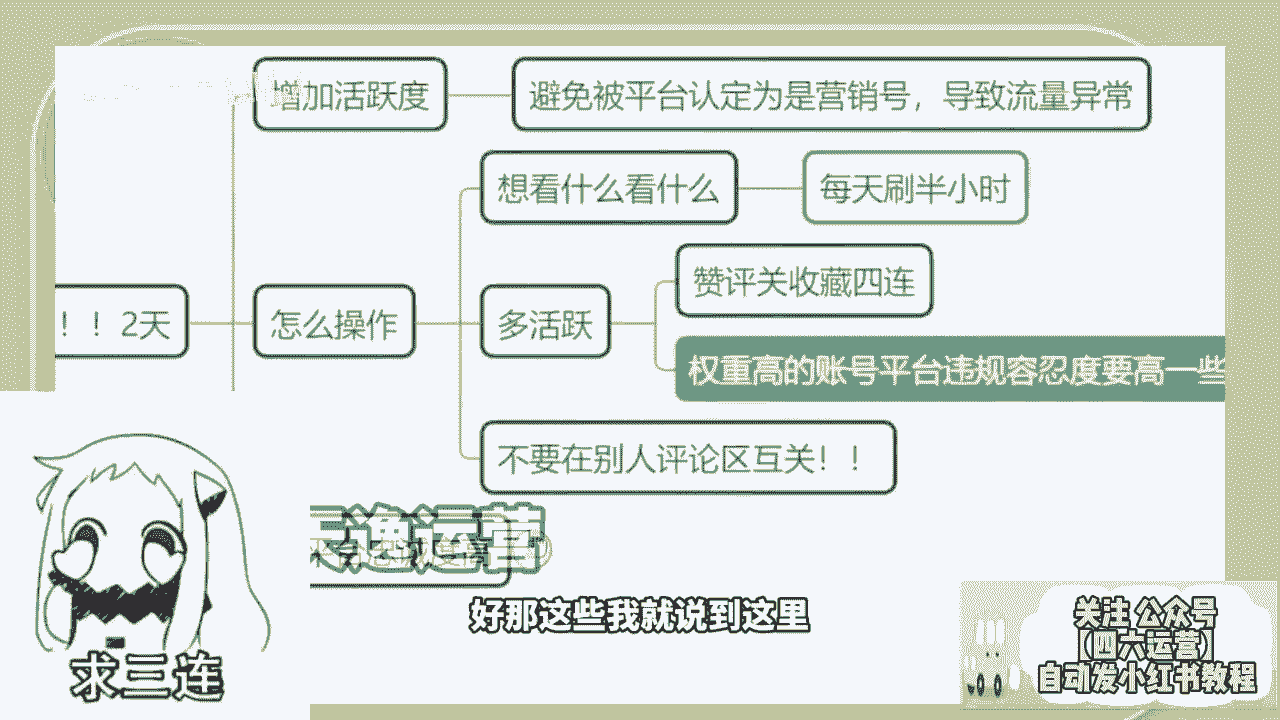 增加活跃度
避免被平台认定为是营销号，导致流量异常
想看什么看什么
每天刷半小时
赞评关收藏四连
！！2天
怎么操作
多活跃
权重高的账号平台违规容忍度要高一些
不要在别人评论区互关！！
运营
好那这些我就说到这里
求三连
关注 公众号
【四六运营】
自动发小红书教程